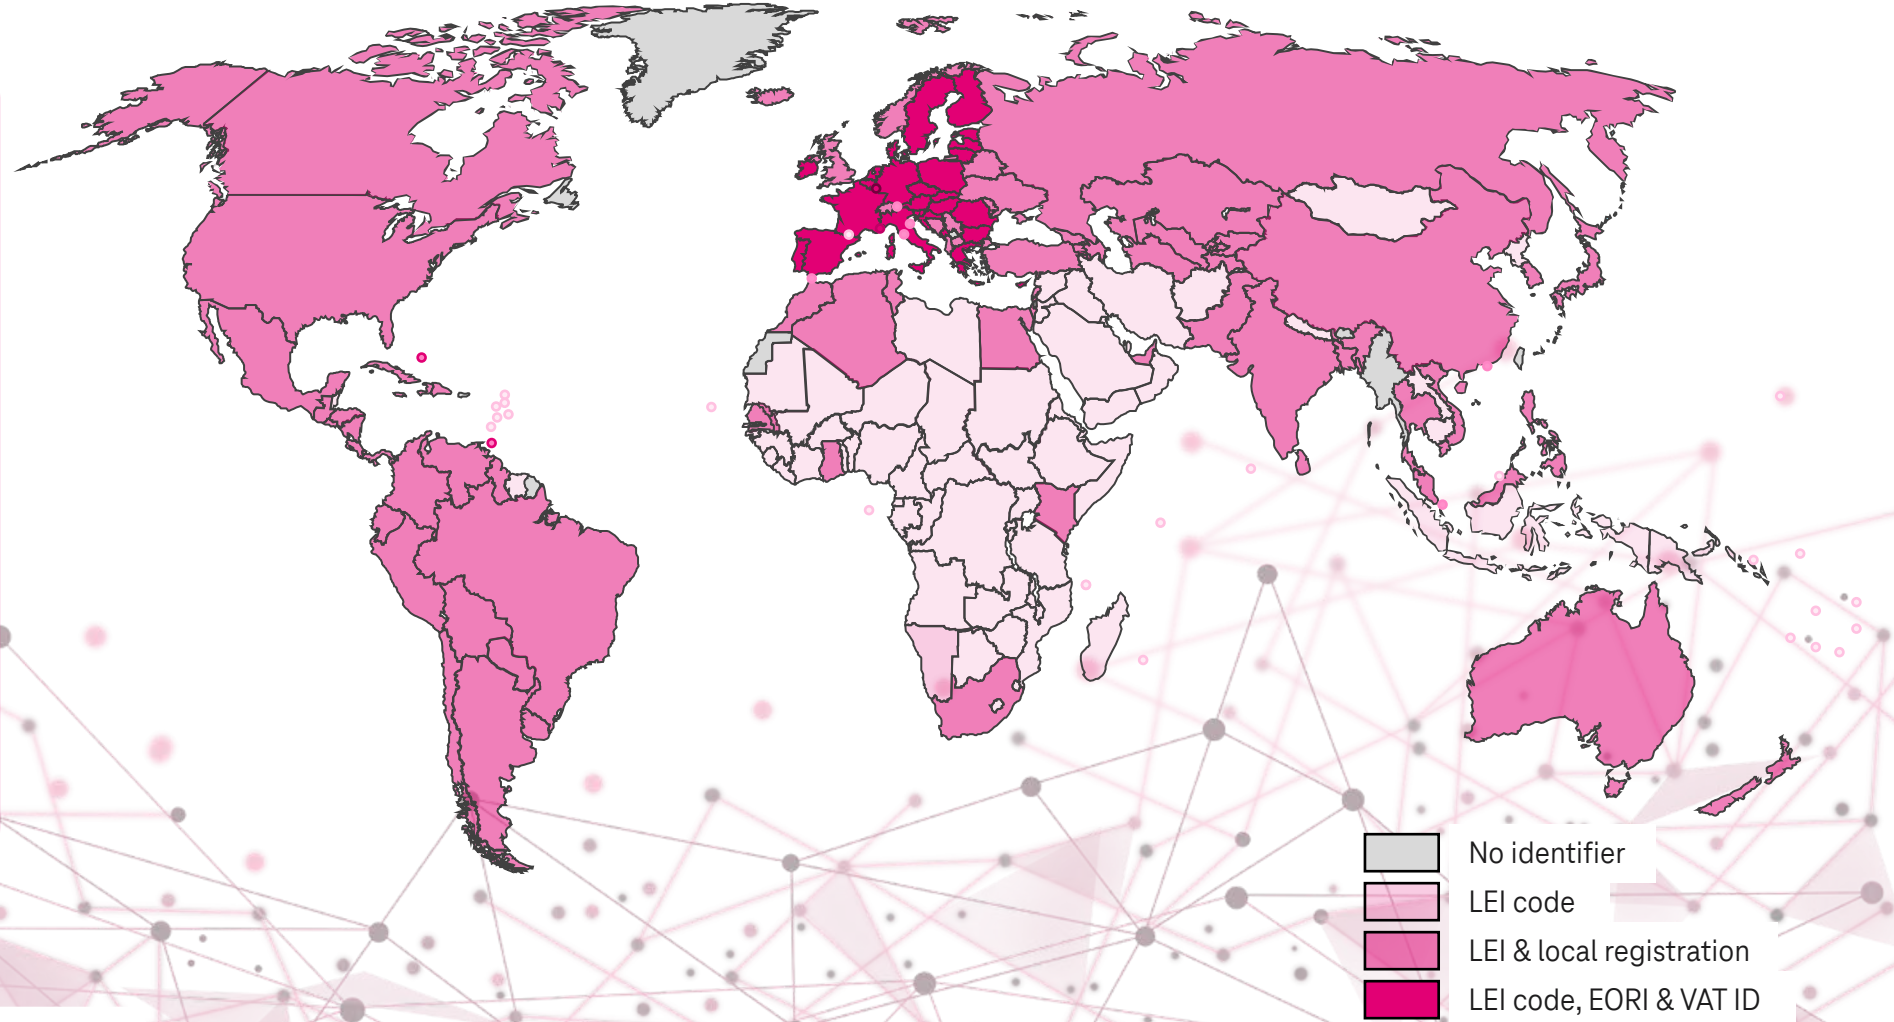 No identifier
LEI code
LEI & local registration
LEI code, EORI & VAT ID